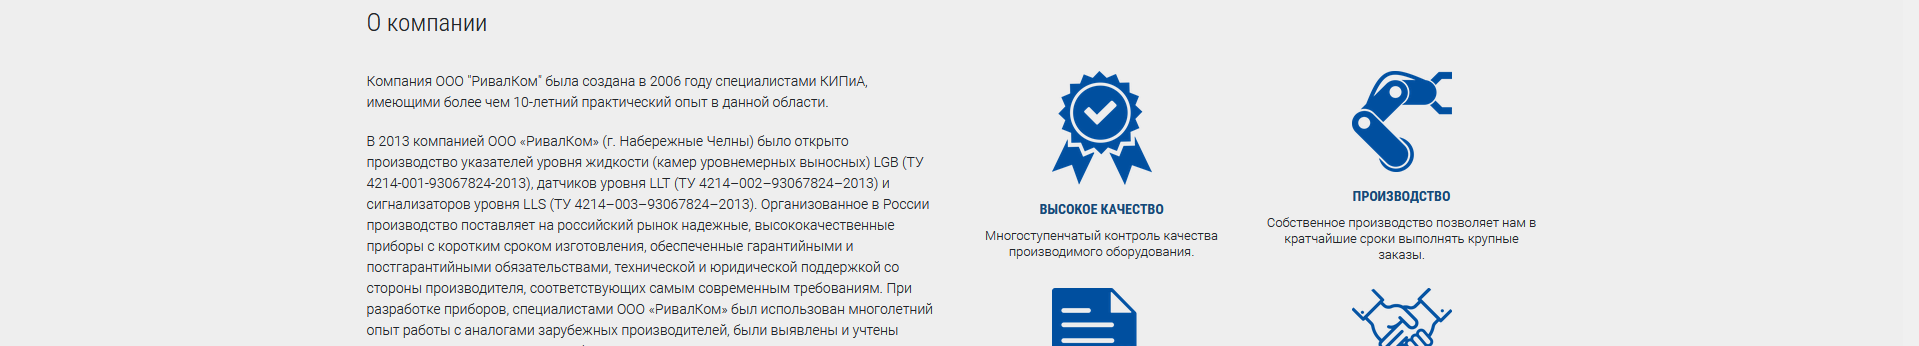 О компании
Компания ООО "РивалКом" была создана в 2006 году специалистами КИПиА,
имеющими более чем 10-летний практический опыт в данной области.
В 2013 компанией ООО «РивалКом» (г. Набережные Челны) было открыто
производство указателей уровня жидкости (камер уровнемерных выносных) LGB (ТУ
4214-001-93067824-2013), датчиков уровня LLT (ТУ 4214–002–93067824–2013) и
сигнализаторов уровня LLS (ТУ 4214–003–93067824–2013). Организованное в России
производство поставляет на российский рынок надежные, высококачественные
приборы с коротким сроком изготовления, обеспеченные гарантийными и
постгарантийными обязательствами, технической и юридической поддержкой со
стороны производителя, соответствующих самым современным требованиям. При
разработке приборов, специалистами ООО «РивалКом» был использован многолетний
опыт работы с аналогами зарубежных производителей, были выявлены и учтены
ВЫСОКОЕ КАЧЕСТВО
Многоступенчатый контроль качества
производимого оборудования.
ПРОИЗВОДСТВО
Собственное производство позволяет нам в
кратчайшие сроки выполнять крупные
заказы.